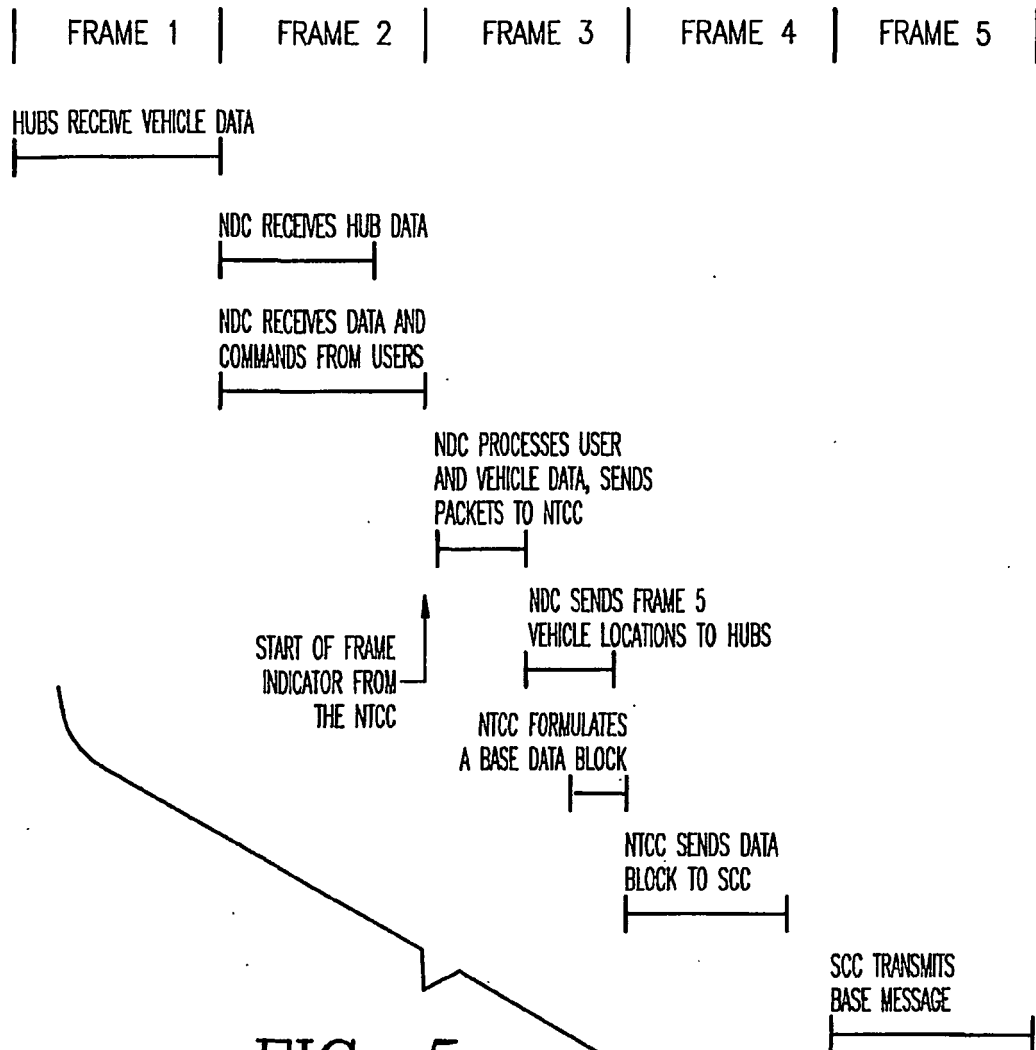 FRAME 1 FRAME 2 FRAME 3 FRAME 4 FRAME 5
HUBS RECEIVE VEHICLE DATA
NDC RECEIVES HUB DATA
NDC RECEIVES DATA AND
COMMANDS FROM USERS
NDC PROCESSES USER
AND VEHICLE DATA, SENDS
PACKETS TO NTCC
NDC SENDS FRAME 5
VEHICLE LOCATIONS TO HUBS
START OF FRAME
INDICATOR FROM
THE NTCC
NTCC FORMULATES
A BASE DATA BLOCK
NTCC SENDS DATA
BLOCK TO SCC
SCC TRANSMITS
BASE MESSAGE
FIG. 5